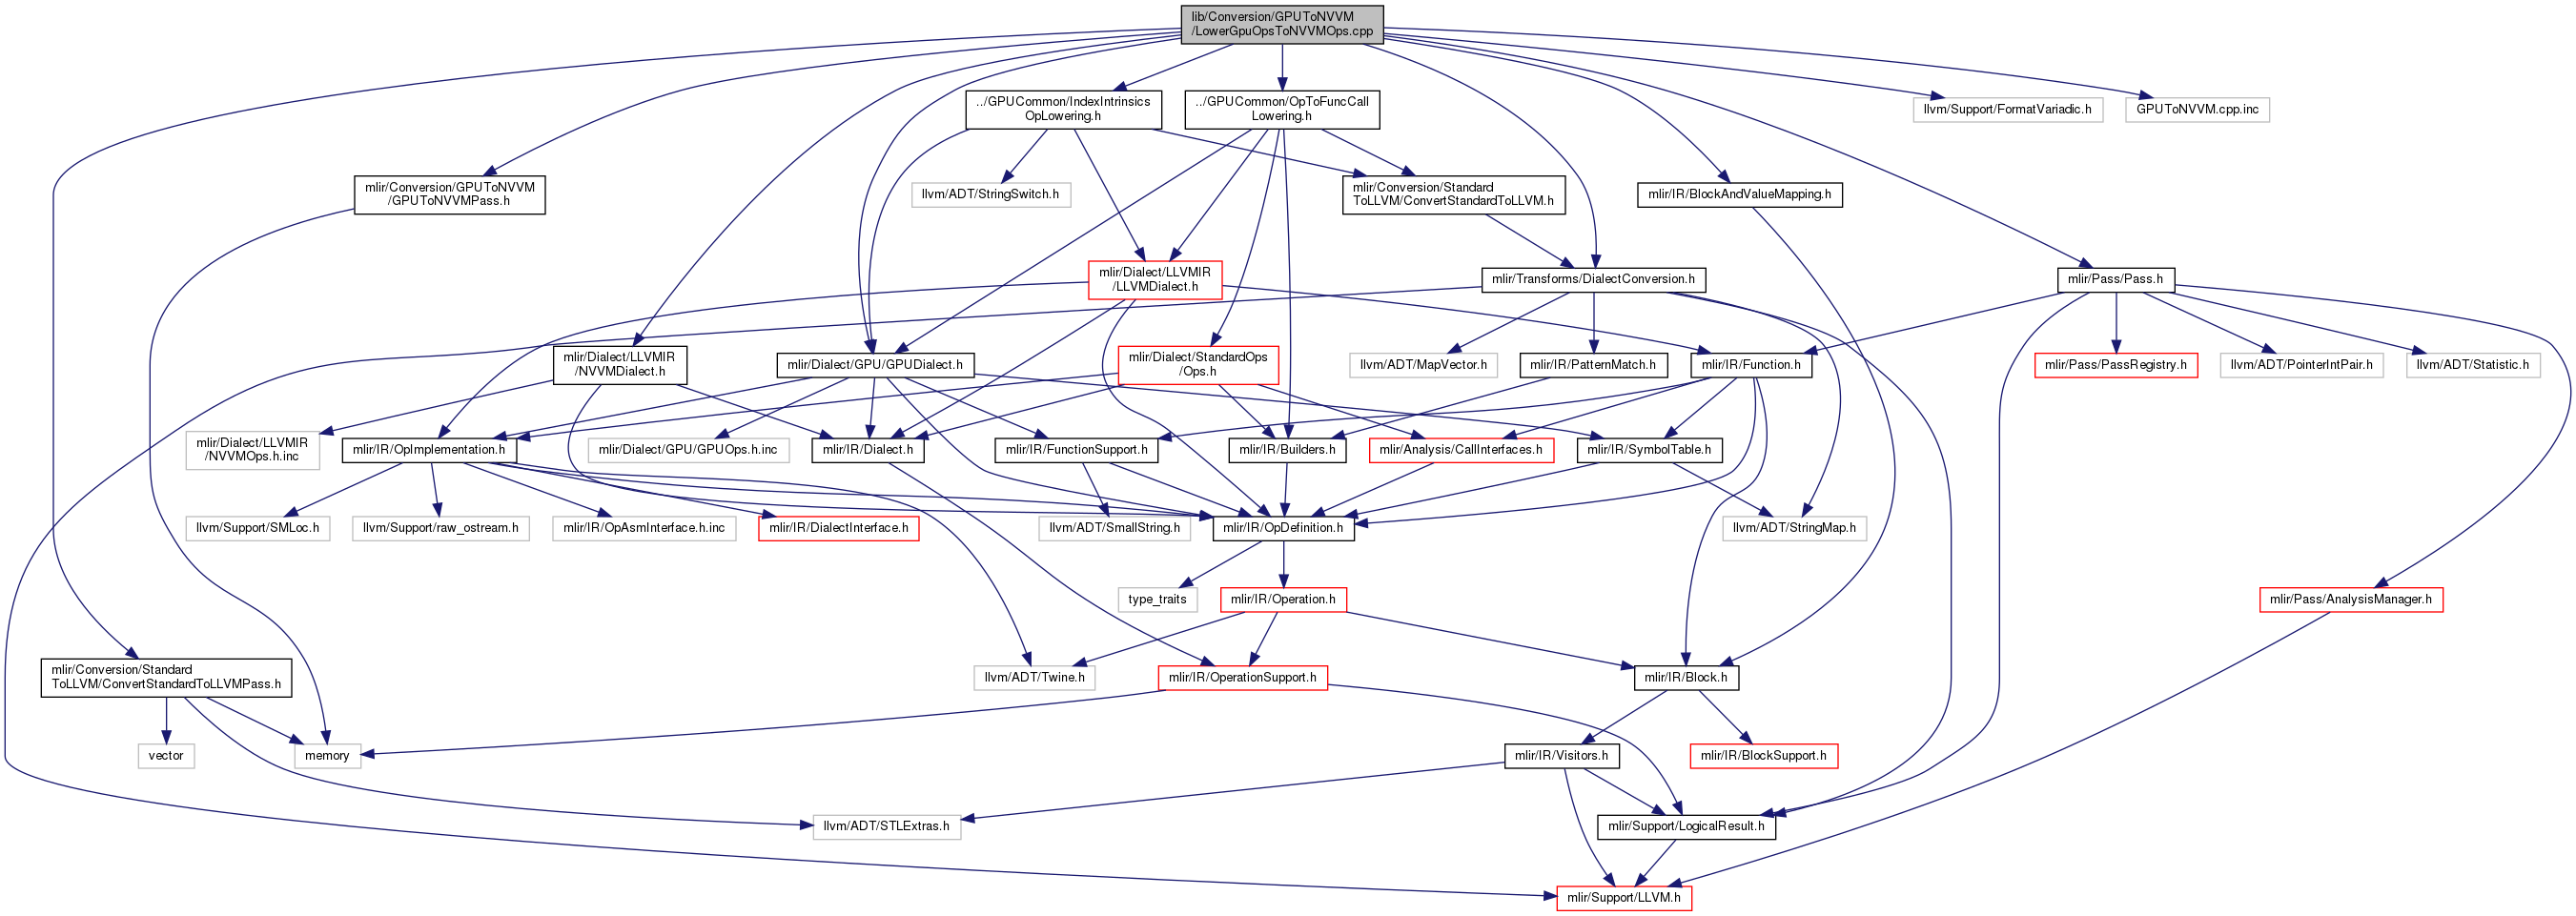 lib/Conversion/GPUToNVVM
/LowerGpuOpsToNVVMOps.cpp
../GPUCommon/IndexIntrinsics
OpLowering.h
../GPUCommon/OpToFuncCall
Lowering.h
llvm/Support/FormatVariadic.h
GPUToNVVM.cpp.inc
mlir/Conversion/GPUToNVVM
/GPUToNVVMPass.h
llvm/ADT/StringSwitch.h
mlir/Conversion/Standard
ToLLVM/ConvertStandardToLLVM.h
mlir/IR/BlockAndValueMapping.h
mlir/Dialect/LLVMIR
/LLVMDialect.h
mlir/Transforms/DialectConversion.h
mlir/Pass/Pass.h
mlir/Dialect/LLVMIR
/NVVMDialect.h
mlir/Dialect/GPU/GPUDialect.h
mlir/Dialect/StandardOps
/Ops.h
llvm/ADT/MapVector.h
mlir/IR/PatternMatch.h
mlir/IR/Function.h
mlir/Pass/PassRegistry.h
llvm/ADT/PointerIntPair.h
llvm/ADT/Statistic.h
mlir/Dialect/LLVMIR
/NVVMOps.h.inc
mlir/IR/OpImplementation.h
mlir/Dialect/GPU/GPUOps.h.inc
mlir/IR/Dialect.h
mlir/IR/FunctionSupport.h
mlir/IR/Builders.h
mlir/Analysis/CallInterfaces.h
mlir/IR/SymbolTable.h
llvm/Support/SMLoc.h
llvm/Support/raw_ostream.h
mlir/IR/OpAsmInterface.h.inc
mlir/IR/DialectInterface.h
llvm/ADT/SmallString.h
mlir/IR/OpDefinition.h
llvm/ADT/StringMap.h
type_traits
mlir/IR/Operation.h
mlir/Pass/AnalysisManager.h
mlir/Conversion/Standard
ToLLVM/ConvertStandardToLLVMPass.h
llvm/ADT/Twine.h
mlir/IR/OperationSupport.h
mlir/IR/Block.h
vector
memory
mlir/IR/Visitors.h
mlir/IR/BlockSupport.h
llvm/ADT/STLExtras.h
mlir/Support/LogicalResult.h
mlir/Support/LLVM.h